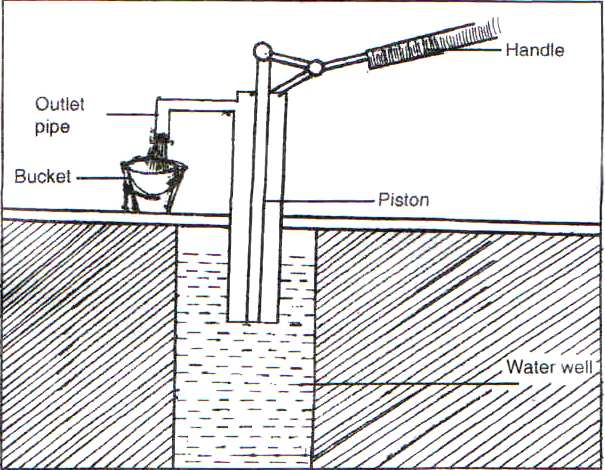 Handle
Outlet
pipe
Bucket
Piston
Water well